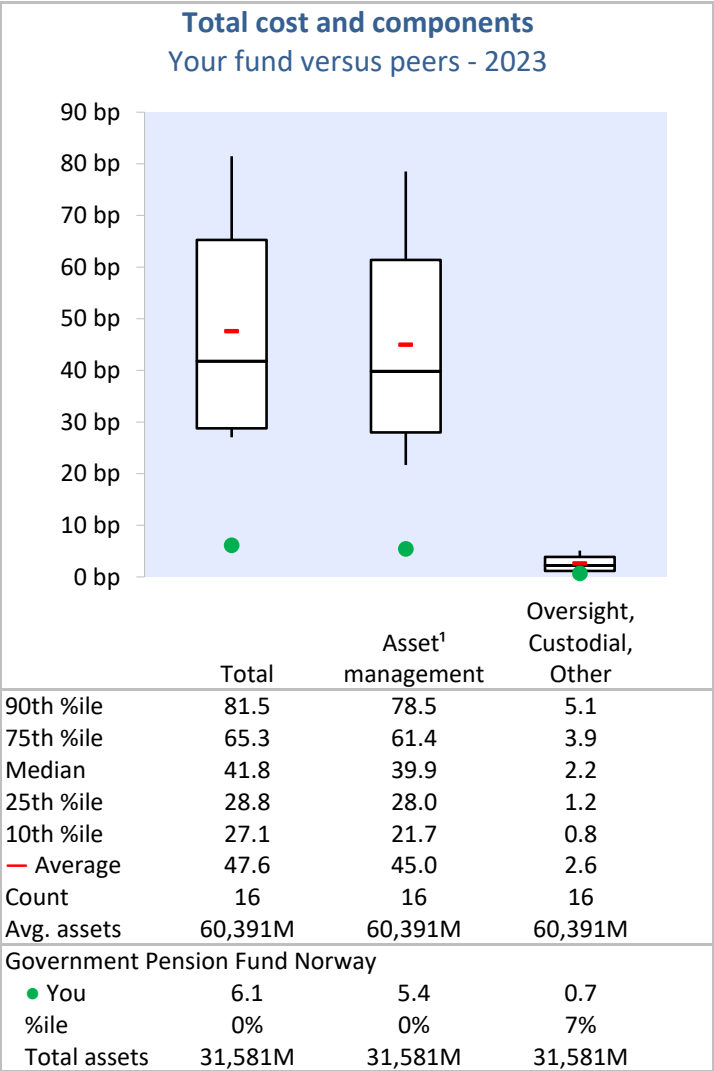 Total cost and components
Your fund versus peers - 2023
90 bp
80 bp
70 bp
60 bp
50 bp
40 bp
30 bp
20 bp
10 bp
0 bp
Total
Asset¹
management
Oversight,
Custodial,
Other
90th %ile 81.5 78.5 5.1
75th %ile 65.3 61.4 3.9
Median 41.8 39.9 2.2
25th %ile 28.8 28.0 1.2
10th %ile 27.1 21.7 0.8
Average 47.6 45.0 2.6
Count 16 16 16
Avg. assets 60,391M 60,391M 60,391M
Government Pension Fund Norway
You 6.1 5.4 0.7
%ile 0% 0% 7%
Total assets 31,581M 31,581M 31,581M